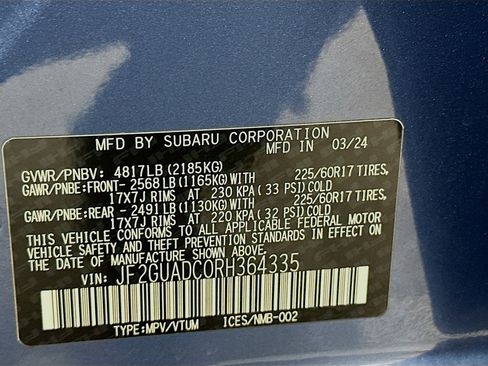 MFD BY SUBARU CORPORATION IN 03/24
GVWR/PNBV: 4817LB (2185KG)
GAWR/PNBE:FRONT- 2568 LB (1165KG)WITH 225/60R17 TIRES,
17X7J RIMS AT 230 KPA ( 33 PSI)COLD
GAWR/PNBE:REAR - 2491LB (1130KG)WITH 225/60R17 TIRES,
17X7J RIMS AT 220 KPA ( 32 PSI)COLD
THIS VEHICLE CONFORMS TO ALL APPLICABLE FEDERAL MOTOR
VEHICLE SAFETY AND THEFT PREVENTION STANDARDS IN EFFECT ON THE
DATE OF MANUFACTURE SHOWN ABOVE.
VIN: JF2GUADC0RH364335
TYPE:MPV/VTUM ICES/NMB-002